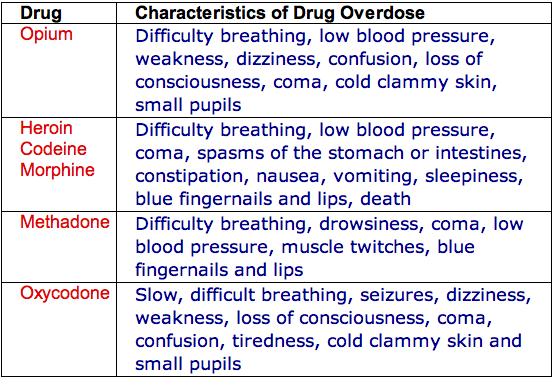 Drug Characteristics of Drug Overdose
Opium Difficulty breathing, low blood pressure,
weakness, dizziness, confusion, loss of
consciousness, coma, cold clammy skin,
small pupils
Heroin Difficulty breathing, low blood pressure,
Codeine coma, spasms of the stomach or intestines,
Morphine constipation, nausea, vomiting, sleepiness,
blue fingernails and lips, death
Methadone Difficulty breathing, drowsiness, coma, low
blood pressure, muscle twitches, blue
fingernails and lips
Oxycodone Slow, difficult breathing, seizures, dizziness,
weakness, loss of consciousness, coma,
confusion, tiredness, cold clammy skin and
small pupils